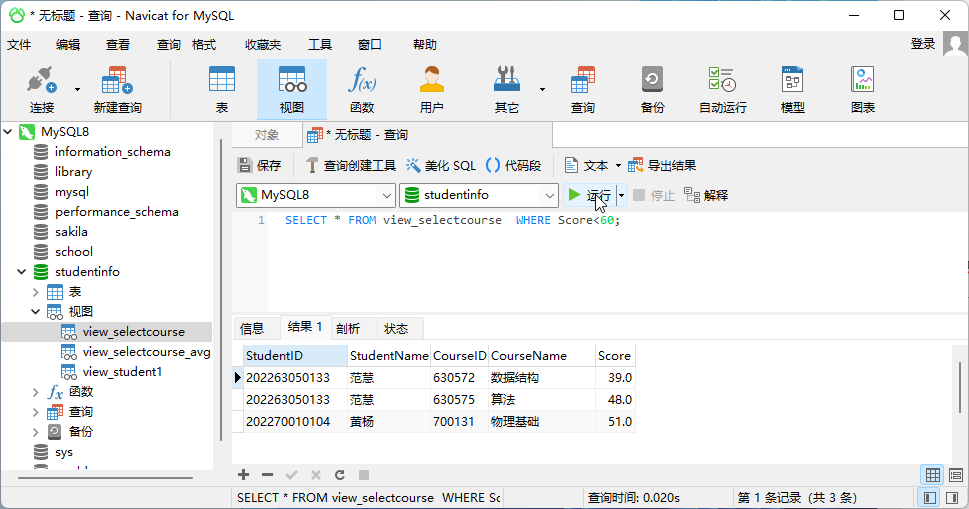 * 无标题 - 查询 - Navicat for MySQL
文件 编辑 查看 查询 格式 收藏夹 工具 窗口 帮助 登录
连接 新建查询 表 视图 函数 用户 其它 查询 备份 自动运行 模型 图表
MySQL8
information_schema
library
mysql
performance_schema
sakila
school
studentinfo
表
视图
view_selectcourse
view_selectcourse_avg
view_student1
函数
查询
备份
sys
对象 * 无标题 - 查询
保存 查询创建工具 美化 SQL 代码段 文本 导出结果
MySQL8 studentinfo 运行 停止 解释
1 SELECT * FROM view_selectcourse  WHERE Score<60;
信息 结果 1 剖析 状态
StudentID StudentName CourseID CourseName Score
202263050133 范慧 630572 数据结构 39.0
202263050133 范慧 630575 算法 48.0
202270010104 黄杨 700131 物理基础 51.0
SELECT * FROM view_selectcourse  WHERE Sc 查询时间: 0.020s 第 1 条记录 (共 3 条)